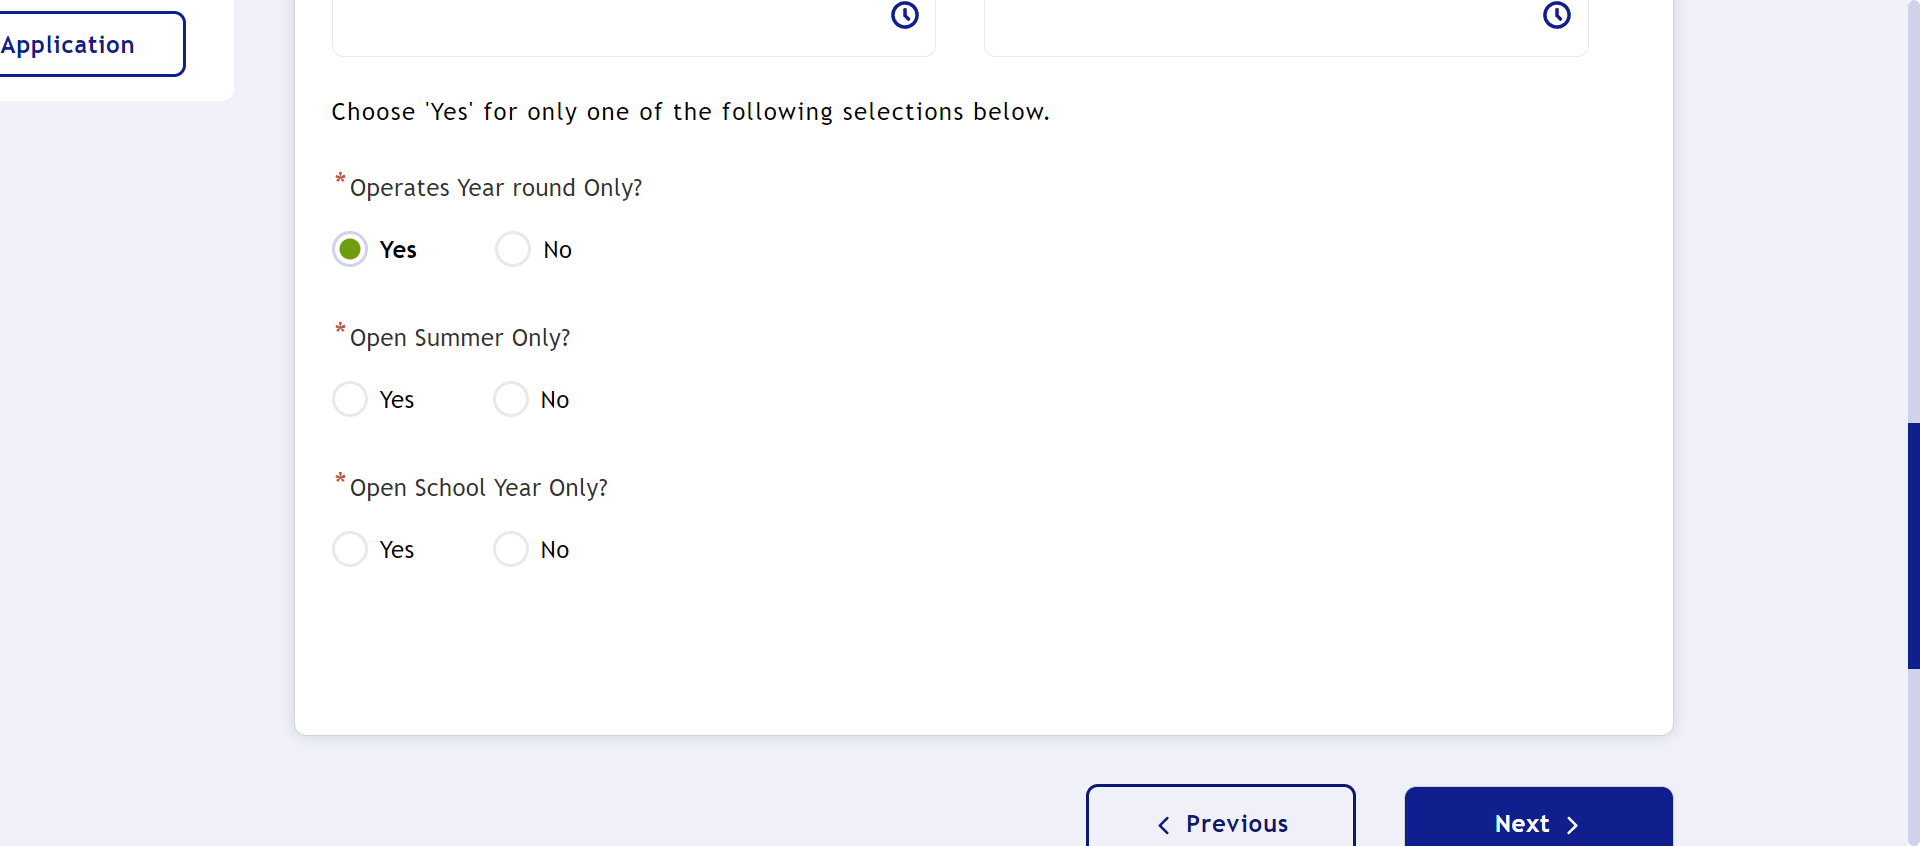 Application
Choose 'Yes' for only one of the following selections below.
*Operates Year round Only?
Yes No
*Open Summer Only?
Yes No
*Open School Year Only?
Yes No
Previous Next